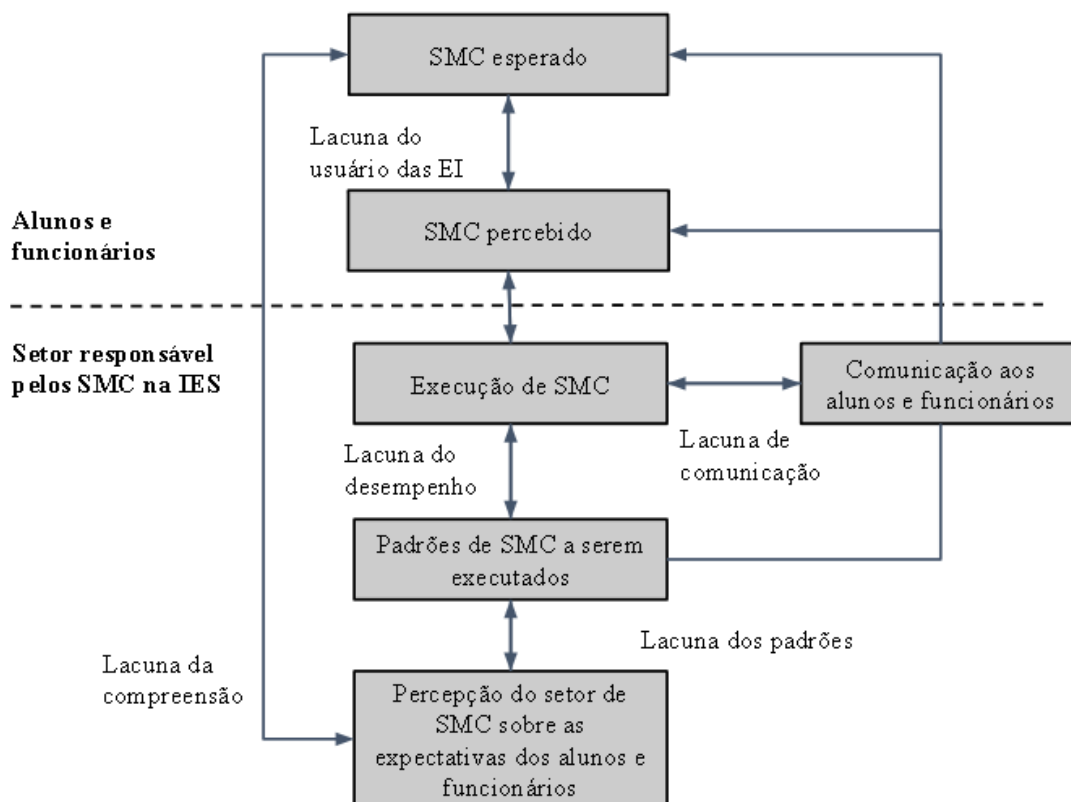 SMC esperado
Lacuna do
usuário das EI
Alunos e
funcionários
SMC percebido
Setor responsável
pelos SMC na IES
Execução de SMC
Comunicação aos
alunos e funcionários
Lacuna do
desempenho
Lacuna de
comunicação
Padrões de SMC a serem
executados
Lacuna dos padrões
Lacuna da
compreensão
Percepção do setor de
SMC sobre as
expectativas dos alunos e
funcionários